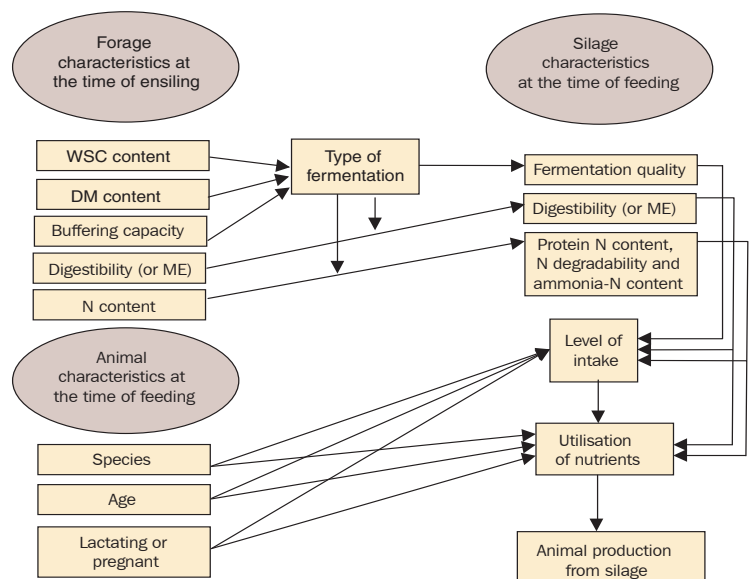 Forage
characteristics at
the time of ensiling
Silage
characteristics
at the time of feeding
WSC content
DM content
Buffering capacity
Digestibility (or ME)
N content
Type of
fermentation
Fermentation quality
Digestibility (or ME)
Protein N content,
N degradability and
ammonia-N content
Animal
characteristics at
the time of feeding
Level of
intake
Species
Age
Lactating or
pregnant
Utilisation
of nutrients
Animal production
from silage